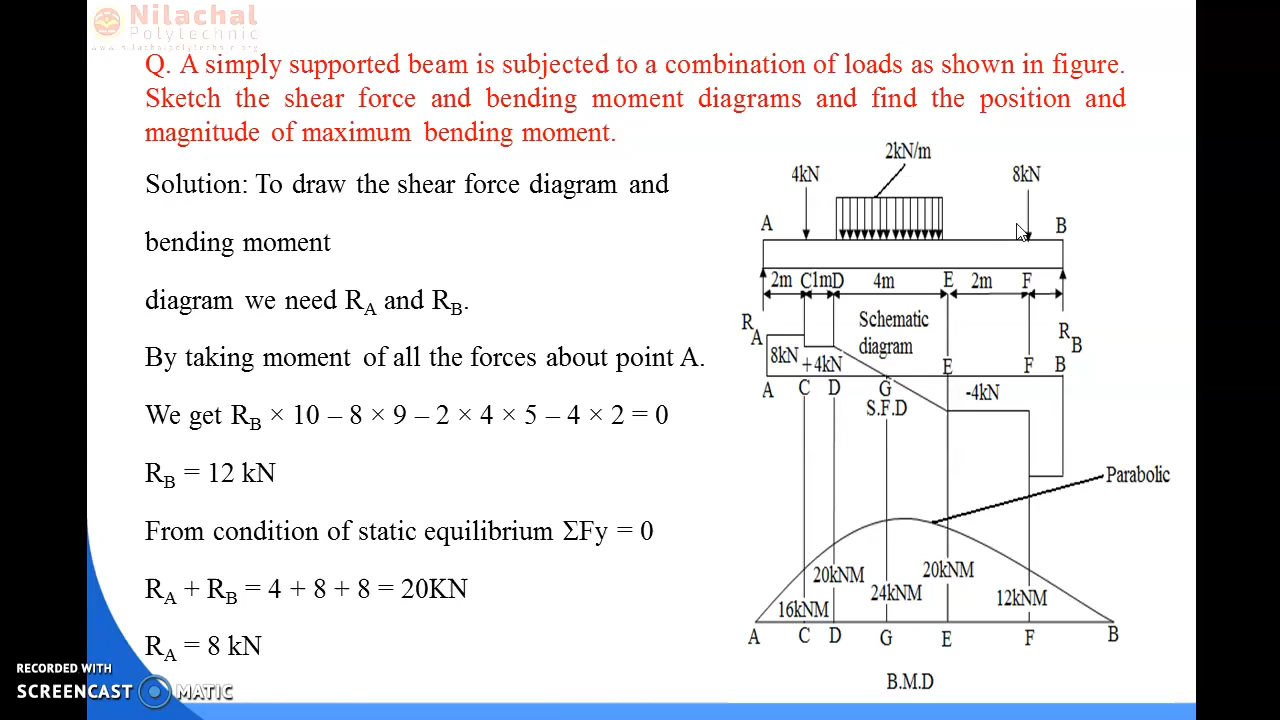 Nilachal
Polytechnic
www.nilachalpolytechnic.org
Q. A simply supported beam is subjected to a combination of loads as shown in figure.
Sketch the shear force and bending moment diagrams and find the position and
magnitude of maximum bending moment.
Solution: To draw the shear force diagram and
bending moment
diagram we need RA and RB.
By taking moment of all the forces about point A.
We get RB × 10 – 8 × 9 – 2 × 4 × 5 – 4 × 2 = 0
RB = 12 kN
From condition of static equilibrium ΣFy = 0
RA + RB = 4 + 8 + 8 = 20KN
RA = 8 kN
2kN/m
4kN 8kN
A B
2m C 1m D 4m E 2m F
RA Schematic RB
diagram
8kN +4kN E F B
A C D G -4kN
S.F.D
Parabolic
20kNM 20kNM
16kNM 24kNM 12kNM
A C D G E F B
B.M.D
RECORDED WITH
SCREENCAST MATIC